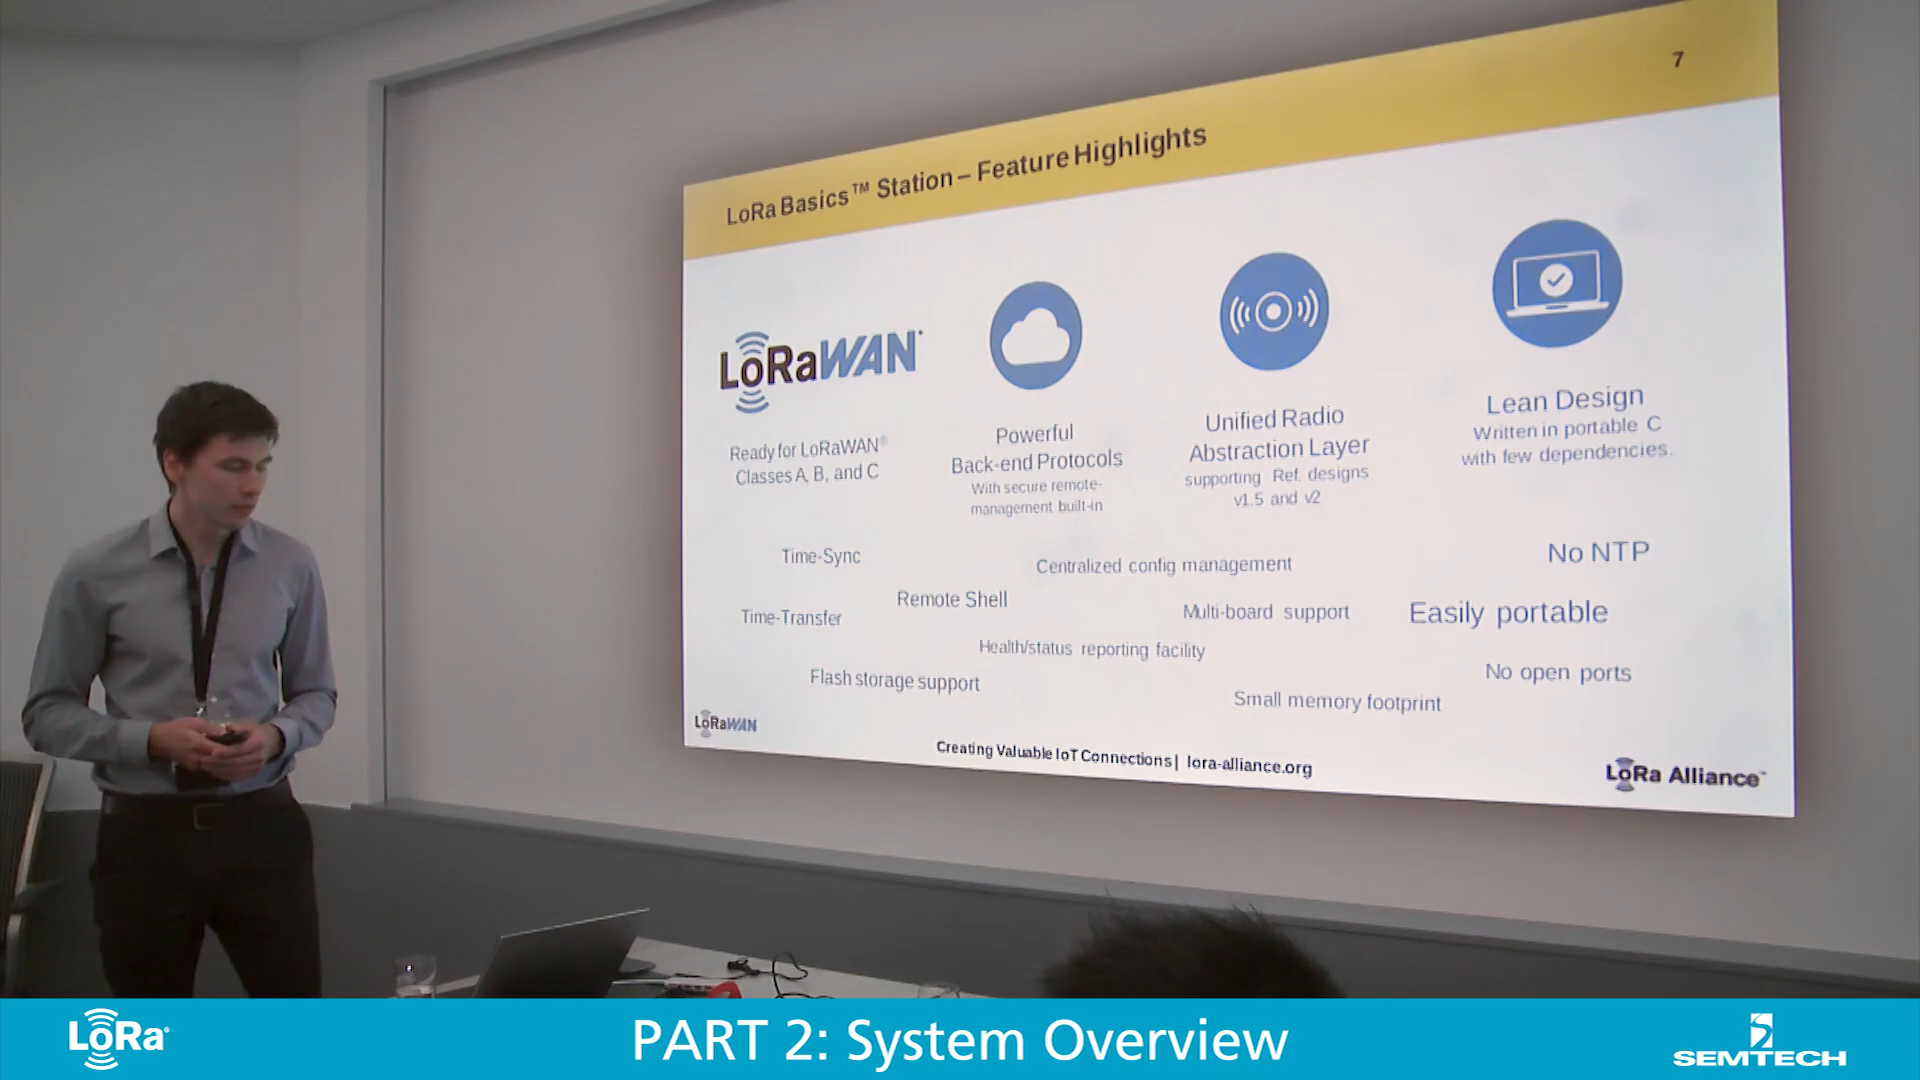 7
LoRa Basics™ Station – Feature Highlights
LoRaWAN
Ready for LoRaWAN®
Classes A, B, and C
Powerful
Back-end Protocols
With secure remote-
management built-in
Unified Radio
Abstraction Layer
supporting Ref. designs
v1.5 and v2
Lean Design
Written in portable C
with few dependencies.
Time-Sync
Centralized config management
No NTP
Remote Shell
Time-Transfer
Multi-board support
Easily portable
Health/status reporting facility
Flash storage support
No open ports
Small memory footprint
LoRaWAN
Creating Valuable IoT Connections | lora-alliance.org
LoRa Alliance™
LoRa®
PART 2: System Overview
SEMTECH